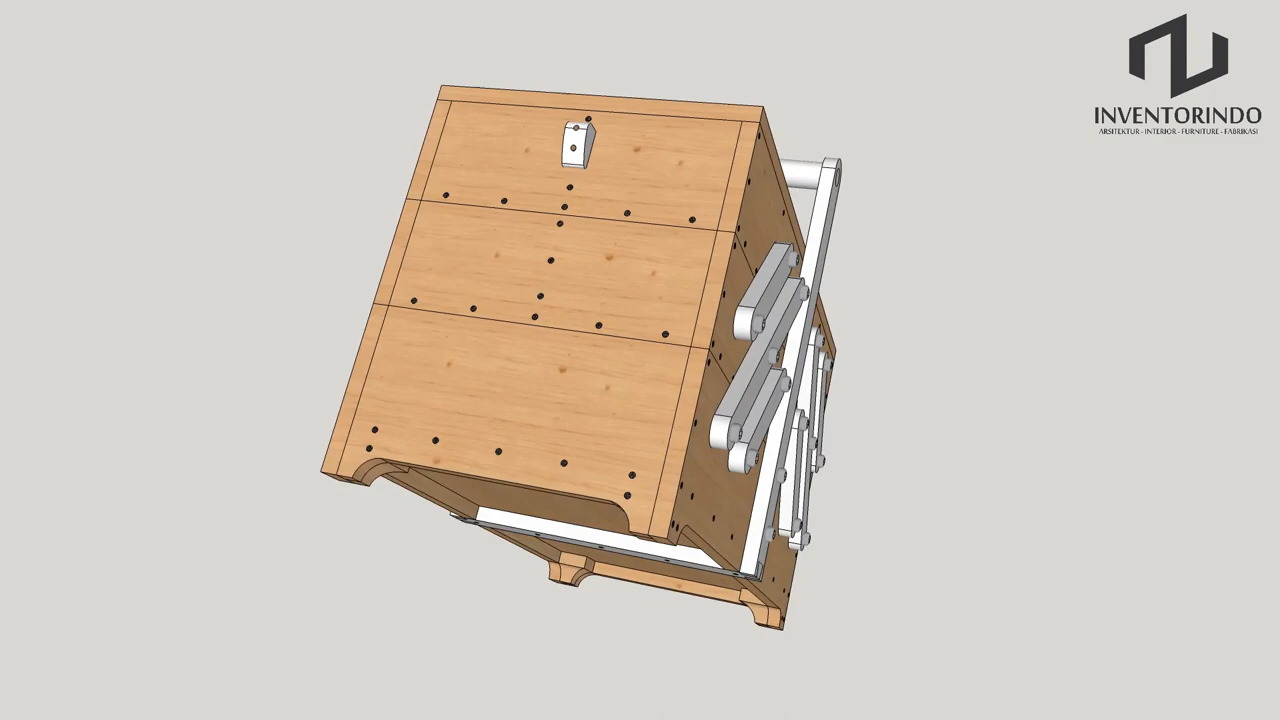 INVENTORINDO
ARSITEKTUR - INTERIOR - FURNITURE - FABRIKASI